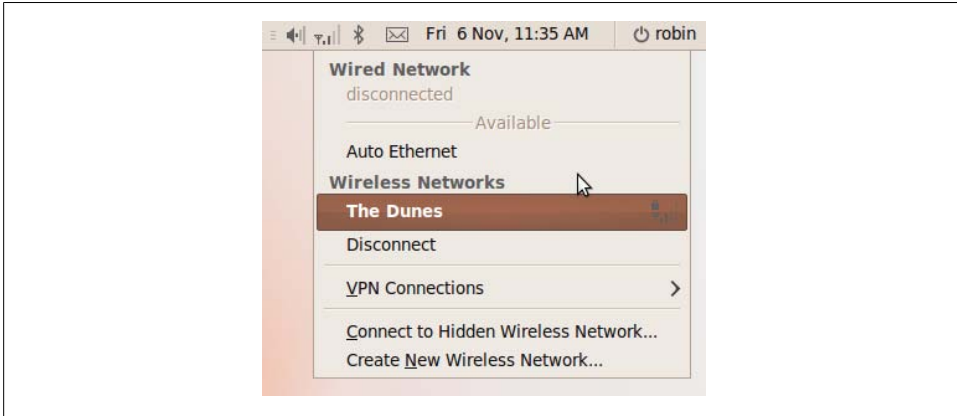 Fri 6 Nov, 11:35 AM robin
Wired Network
disconnected
Available
Auto Ethernet
Wireless Networks
The Dunes
Disconnect
VPN Connections
Connect to Hidden Wireless Network...
Create New Wireless Network...